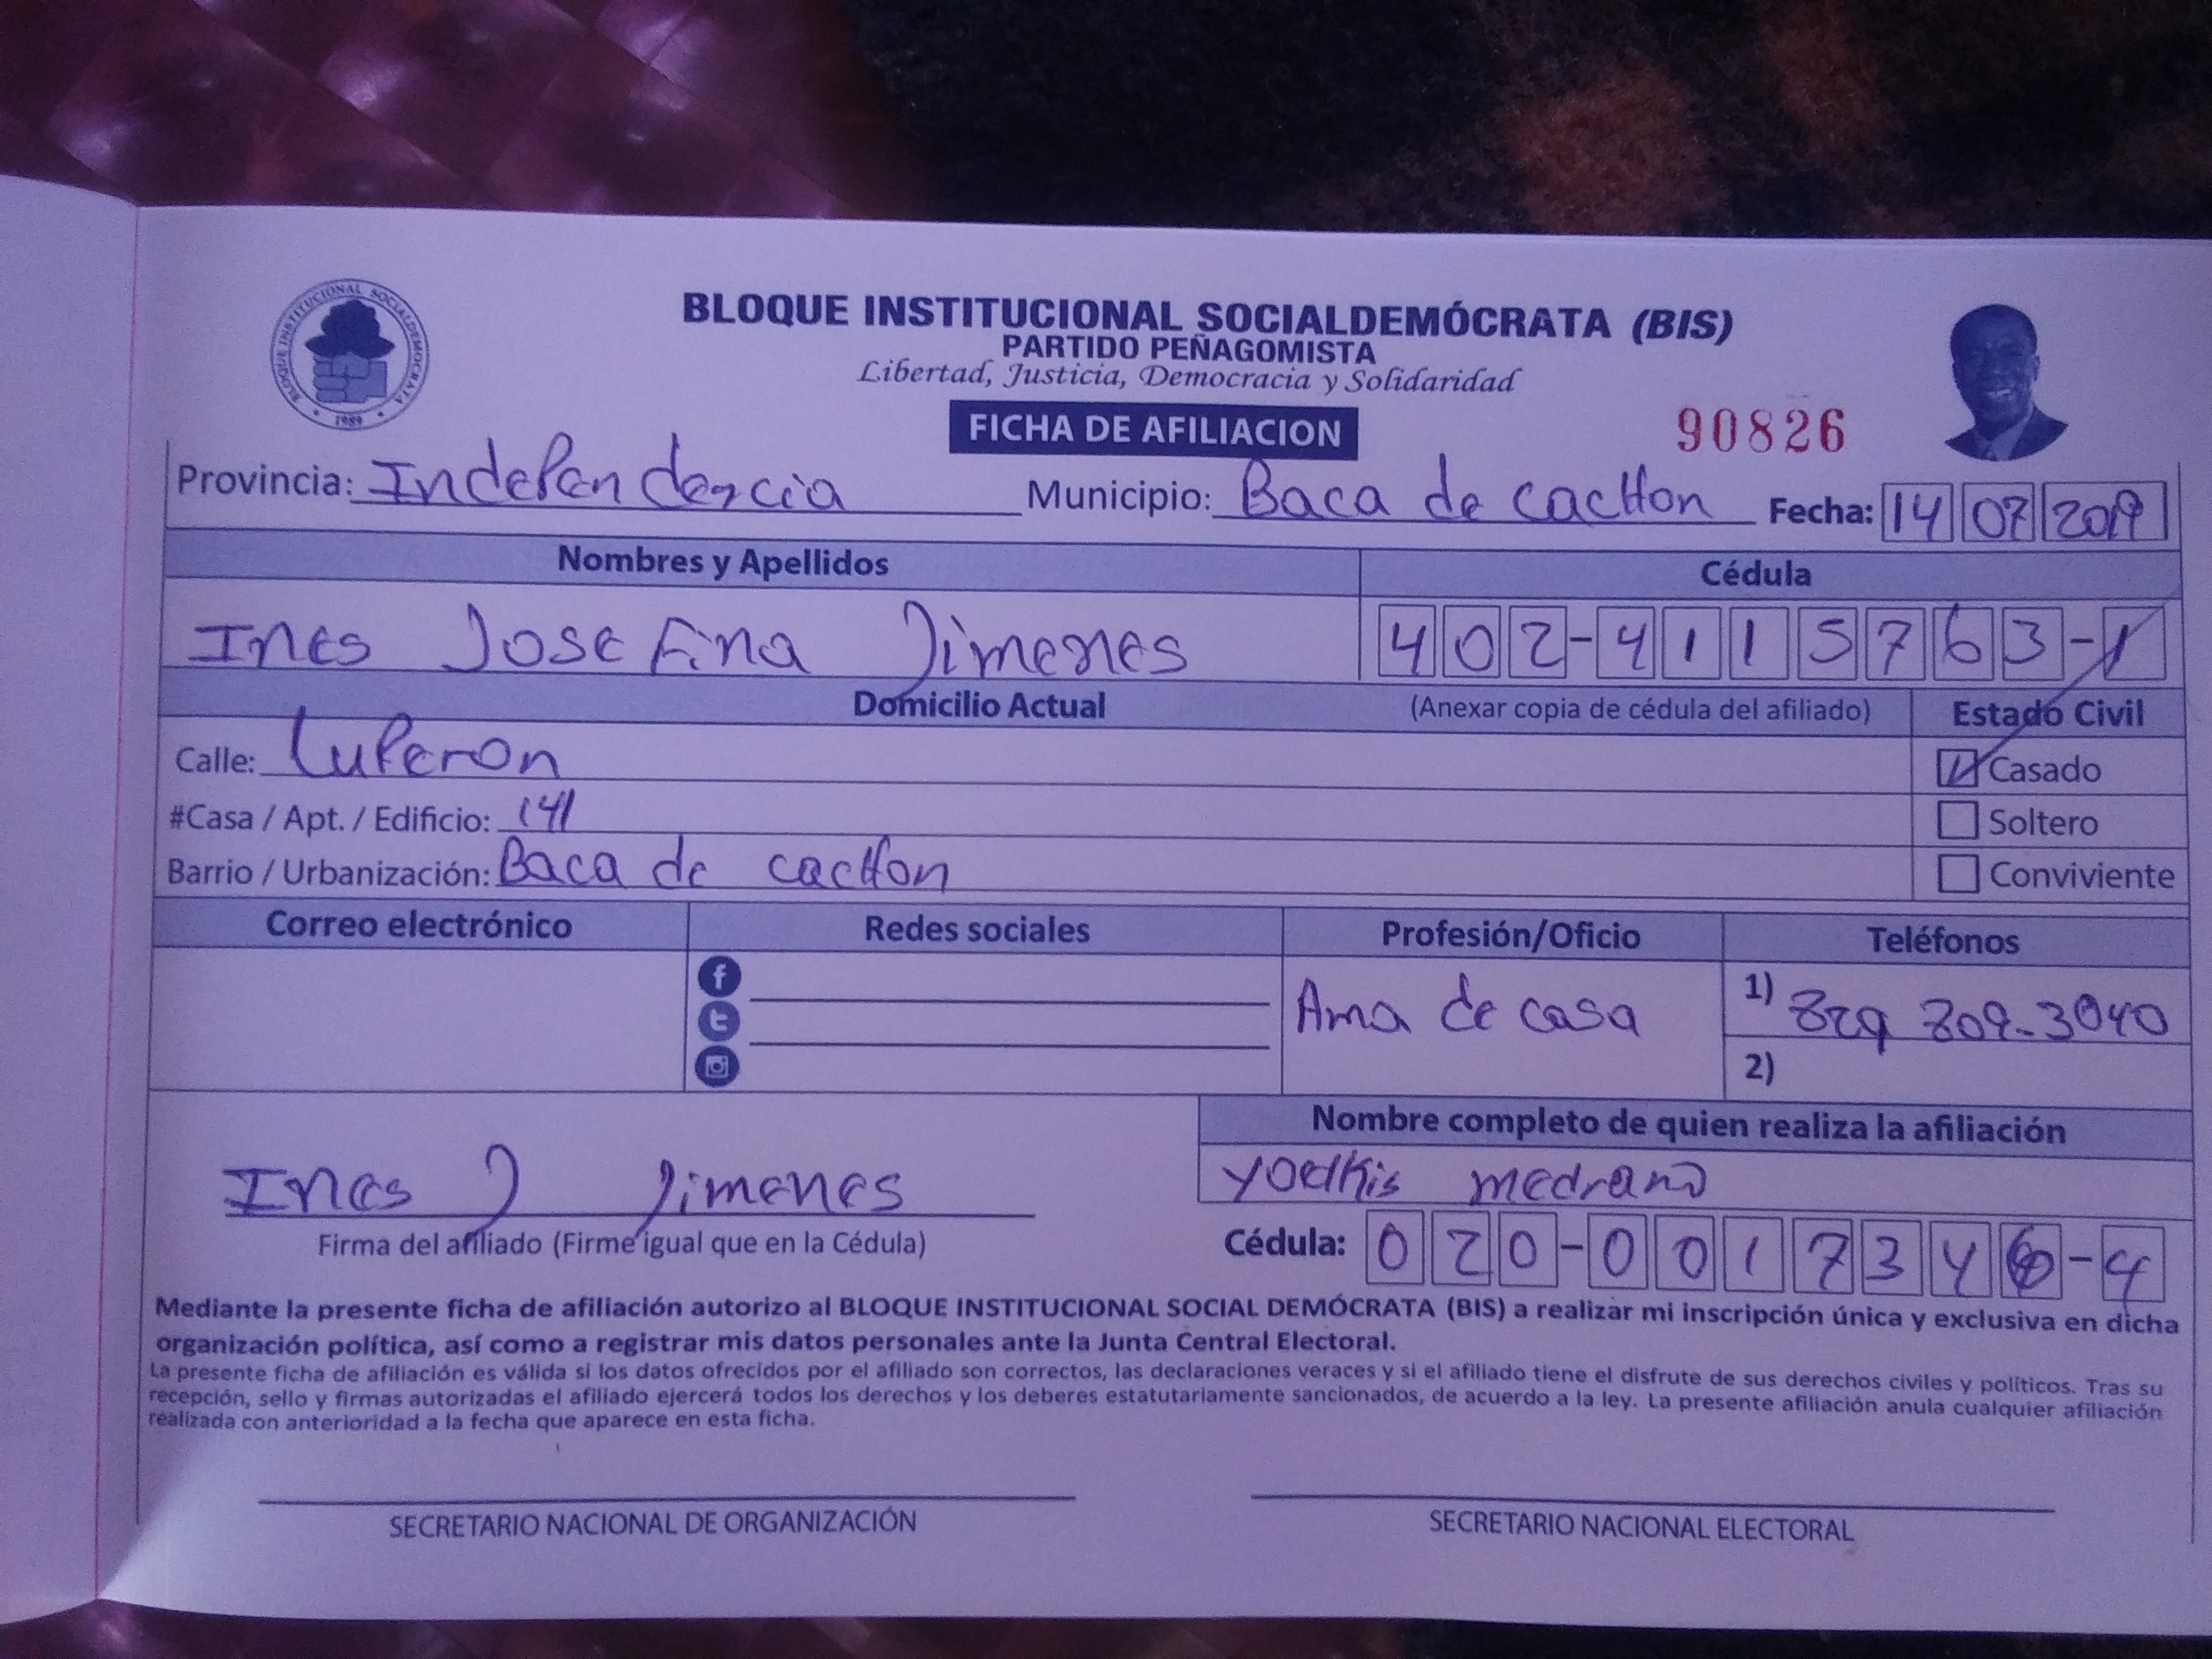 BLOQUE INSTITUCIONAL SOCIALDEMOCRATA
1989
BLOQUE INSTITUCIONAL SOCIALDEMÓCRATA (BIS)
PARTIDO PEÑAGOMISTA
Libertad, Justicia, Democracia y Solidaridad
FICHA DE AFILIACION
90826
Provincia: Independencia Municipio: Baca de cacHon Fecha: 14 07 2019
Nombres y Apellidos Cédula
Ines Josefina Jimenes 402-4115763-1
Domicilio Actual (Anexar copia de cédula del afiliado) Estado Civil
Calle: Luperon Casado
#Casa / Apt. / Edificio: 141 Soltero
Barrio / Urbanización: Baca de cacHon Conviviente
Correo electrónico Redes sociales Profesión/Oficio Teléfonos
Ama de casa 1) 829 809-3040
2)
Nombre completo de quien realiza la afiliación
Ines J Jimenes Yoelkis medrano
Firma del afiliado (Firme igual que en la Cédula) Cédula: 020-0017346-4
Mediante la presente ficha de afiliación autorizo al BLOQUE INSTITUCIONAL SOCIAL DEMÓCRATA (BIS) a realizar mi inscripción única y exclusiva en dicha
organización política, así como a registrar mis datos personales ante la Junta Central Electoral.
La presente ficha de afiliación es válida si los datos ofrecidos por el afiliado son correctos, las declaraciones veraces y si el afiliado tiene el disfrute de sus derechos civiles y políticos. Tras su
recepción, sello y firmas autorizadas el afiliado ejercerá todos los derechos y los deberes estatutariamente sancionados, de acuerdo a la ley. La presente afiliación anula cualquier afiliación
realizada con anterioridad a la fecha que aparece en esta ficha.
SECRETARIO NACIONAL DE ORGANIZACIÓN SECRETARIO NACIONAL ELECTORAL